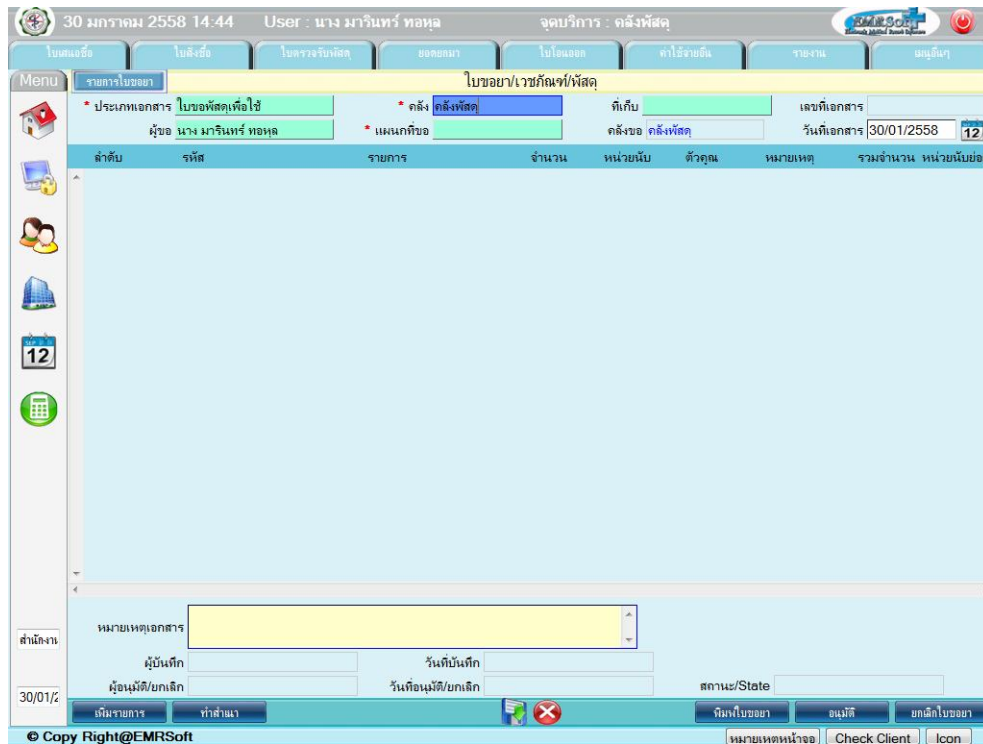 30 มกราคม 2558 14:44 User : นาง มารินทร์ ทอหุล จุดบริการ : คลังพัสดุ EMRSoft
ใบเสนอซื้อ ใบสั่งซื้อ ใบตรวจรับพัสดุ ยอดยกมา ใบโอนออก ค่าใช้จ่ายอื่น รายงาน เมนูอื่นๆ
Menu รายการใบขอยา ใบขอยา/เวชภัณฑ์/พัสดุ
* ประเภทเอกสาร ใบขอพัสดุเพื่อใช้ * คลัง คลังพัสดุ ที่เก็บ เลขที่เอกสาร
ผู้ขอ นาง มารินทร์ ทอหุล * แผนกที่ขอ คลังขอ คลังพัสดุ วันที่เอกสาร 30/01/2558 12
ลำดับ รหัส รายการ จำนวน หน่วยนับ ตัวคูณ หมายเหตุ รวมจำนวน หน่วยนับย่อ
12
หมายเหตุเอกสาร
สำนักงาน
ผู้บันทึก วันที่บันทึก
ผู้อนุมัติ/ยกเลิก วันที่อนุมัติ/ยกเลิก สถานะ/State
30/01/2
เพิ่มรายการ ทำสำเนา พิมพ์ใบขอยา อนุมัติ ยกเลิกใบขอยา
© Copy Right@EMRSoft หมายเหตุหน้าจอ Check Client Icon